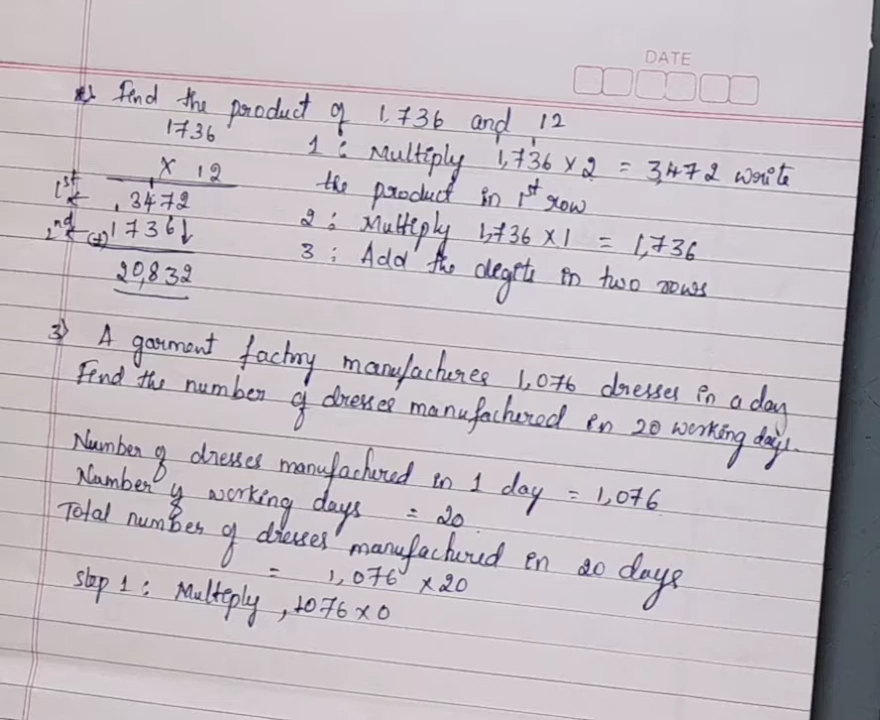 DATE
2) Find the product of 1,736 and 12
1736
X 12
1st 3472
2nd (+) 1736↓
20,832
1 : Multiply 1,736 × 2 = 3,472 write
the product in 1st row
2 : Multiply 1,736 × 1 = 1,736
3 : Add the degits in two rows
3) A garment factory manufactures 1,076 dresses in a day
Find the number of dresses manufactured in 20 working days.
Number of dresses manufactured in 1 day = 1,076
Number of working days = 20
Total number of dresses manufactured in 20 days
= 1,076 × 20
step 1 : Multiply , 1076 × 0